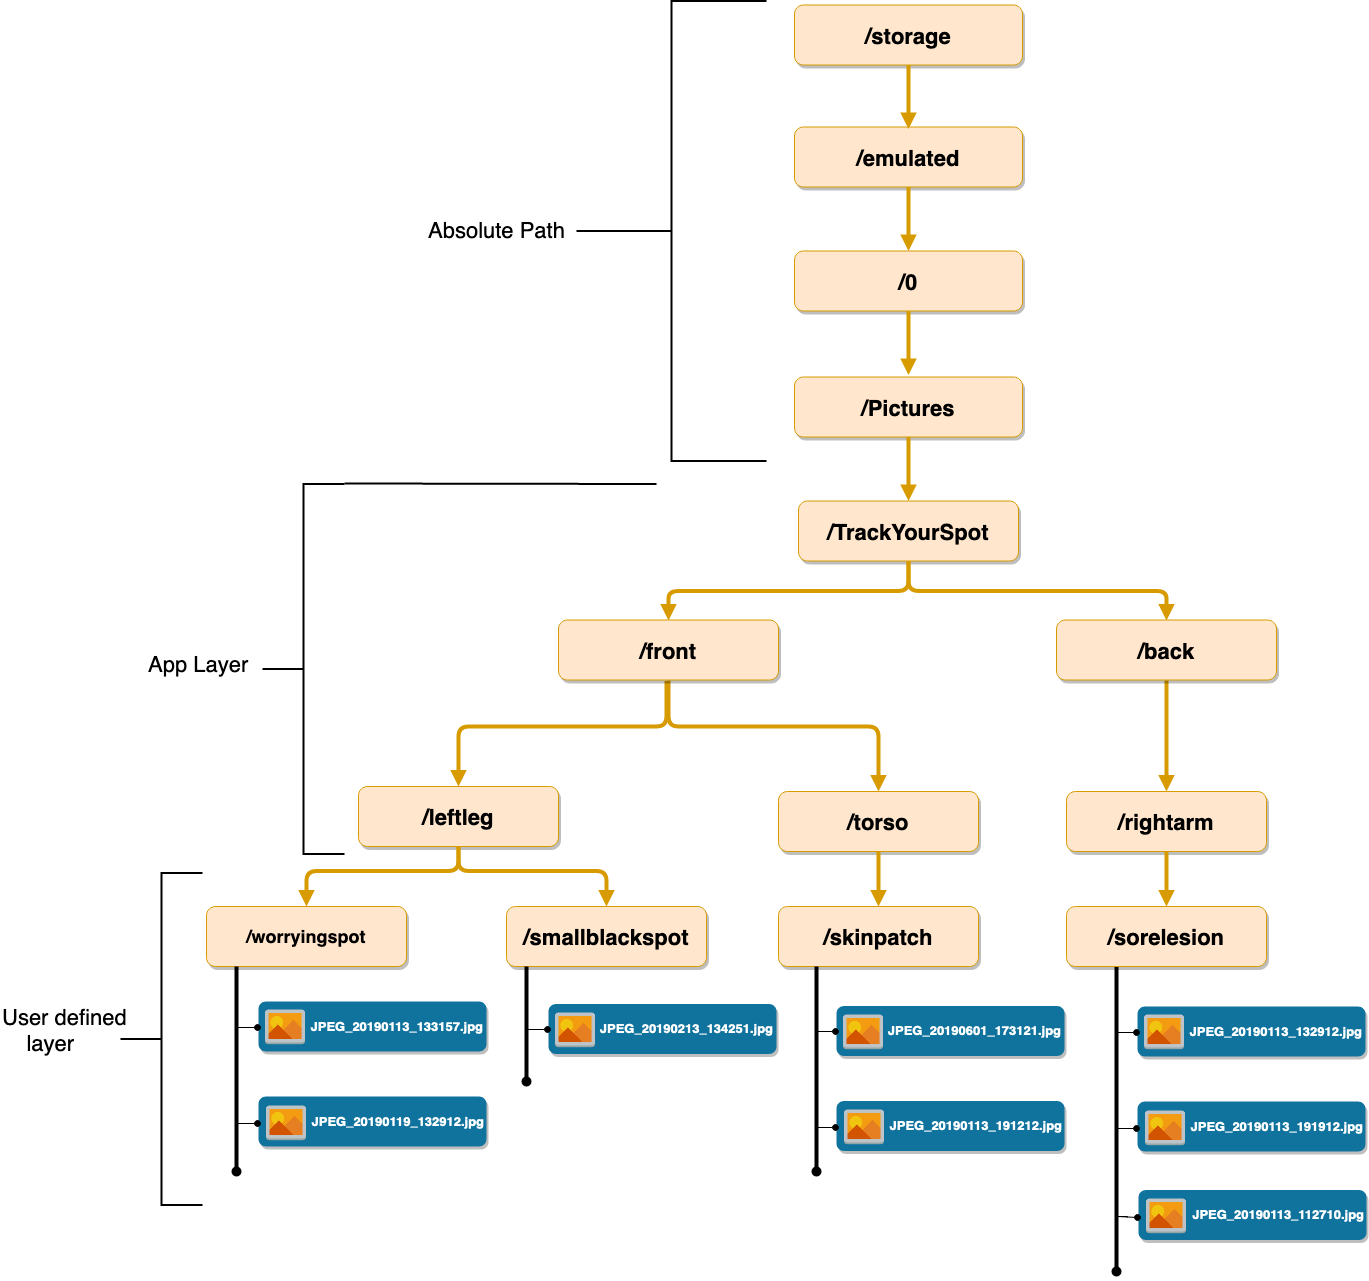 /storage
/emulated
Absolute Path
/0
/Pictures
/TrackYourSpot
/front
/back
App Layer
/leftleg
/torso
/rightarm
/worryingspot
/smallblackspot
/skinpatch
/sorelesion
User defined
layer
JPEG_20190113_133157.jpg
JPEG_20190213_134251.jpg
JPEG_20190601_173121.jpg
JPEG_20190113_132912.jpg
JPEG_20190119_132912.jpg
JPEG_20190113_191212.jpg
JPEG_20190113_191912.jpg
JPEG_20190113_112710.jpg